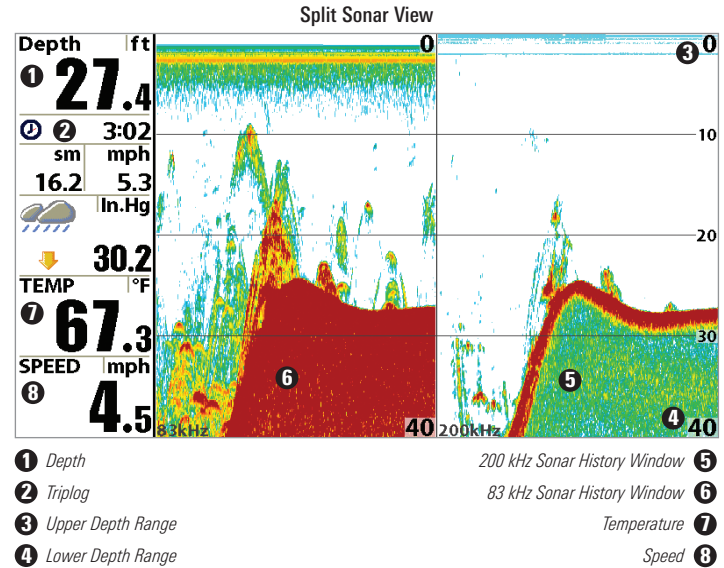 Split Sonar View
Depth ft
1 27.4
2 3:02
sm mph
16.2 5.3
In.Hg
30.2
TEMP °F
7 67.3
SPEED mph
8 4.5
0
83kHz
6
40
0
3
10
20
30
5
4
200kHz
40
1 Depth
2 Triplog
3 Upper Depth Range
4 Lower Depth Range
200 kHz Sonar History Window 5
83 kHz Sonar History Window 6
Temperature 7
Speed 8